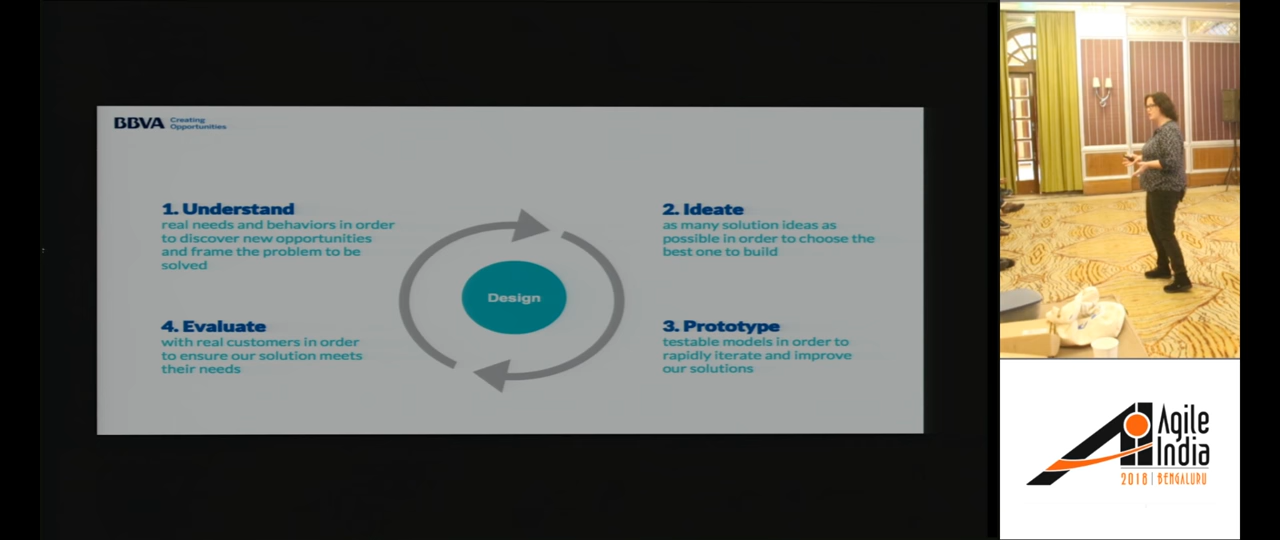 BBVA Creating
Opportunities
1. Understand
real needs and behaviors in order
to discover new opportunities
and frame the problem to be
solved
2. Ideate
as many solution ideas as
possible in order to choose the
best one to build
Design
4. Evaluate
with real customers in order
to ensure our solution meets
their needs
3. Prototype
testable models in order to
rapidly iterate and improve
our solutions
Agile
India
2018 | BENGALURU